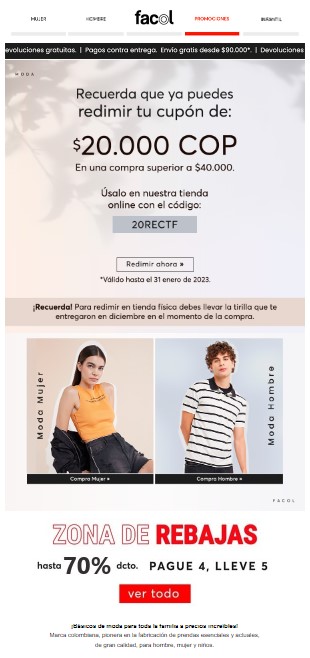 MUJER HOMBRE facol PROMOCIONES INFANTIL
evoluciones gratuitas. | Pagos contra entrega. Envío gratis desde $90.000*. | Devoluciones
MODA
Recuerda que ya puedes
redimir tu cupón de:
$20.000 COP
En una compra superior a $40.000.
Úsalo en nuestra tienda
online con el código:
20RECTF
Redimir ahora »
*Válido hasta el 31 enero de 2023.
¡Recuerda! Para redimir en tienda física debes llevar la tirilla que te
entregaron en diciembre en el momento de la compra.
Moda Mujer
Moda Hombre
Compra Mujer » Compra Hombre »
FACOL
ZONA DE REBAJAS
hasta 70% dcto. PAGUE 4, LLEVE 5
ver todo
¡Básicos de moda para toda la familia a precios increíbles!
Marca colombiana, pionera en la fabricación de prendas esenciales y actuales,
de gran calidad, para hombre, mujer y niños.